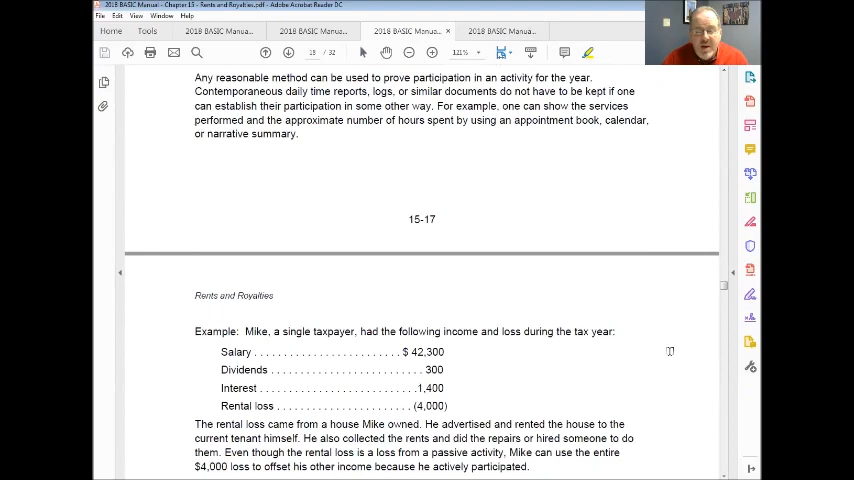 2018 BASIC Manual - Chapter 15 - Rents and Royalties.pdf - Adobe Acrobat Reader DC
File Edit View Window Help
Home Tools 2018 BASIC Manua... 2018 BASIC Manua... 2018 BASIC Manua... × 2018 BASIC Manua...
18 / 32 121%
Any reasonable method can be used to prove participation in an activity for the year.
Contemporaneous daily time reports, logs, or similar documents do not have to be kept if one
can establish their participation in some other way. For example, one can show the services
performed and the approximate number of hours spent by using an appointment book, calendar,
or narrative summary.
15-17
Rents and Royalties
Example: Mike, a single taxpayer, had the following income and loss during the tax year:
Salary . . . . . . . . . . . . . . . . . . . . . . . . $ 42,300
Dividends . . . . . . . . . . . . . . . . . . . . . . . . . . 300
Interest . . . . . . . . . . . . . . . . . . . . . . . . . . .1,400
Rental loss . . . . . . . . . . . . . . . . . . . . . . . (4,000)
The rental loss came from a house Mike owned. He advertised and rented the house to the
current tenant himself. He also collected the rents and did the repairs or hired someone to do
them. Even though the rental loss is a loss from a passive activity, Mike can use the entire
$4,000 loss to offset his other income because he actively participated.